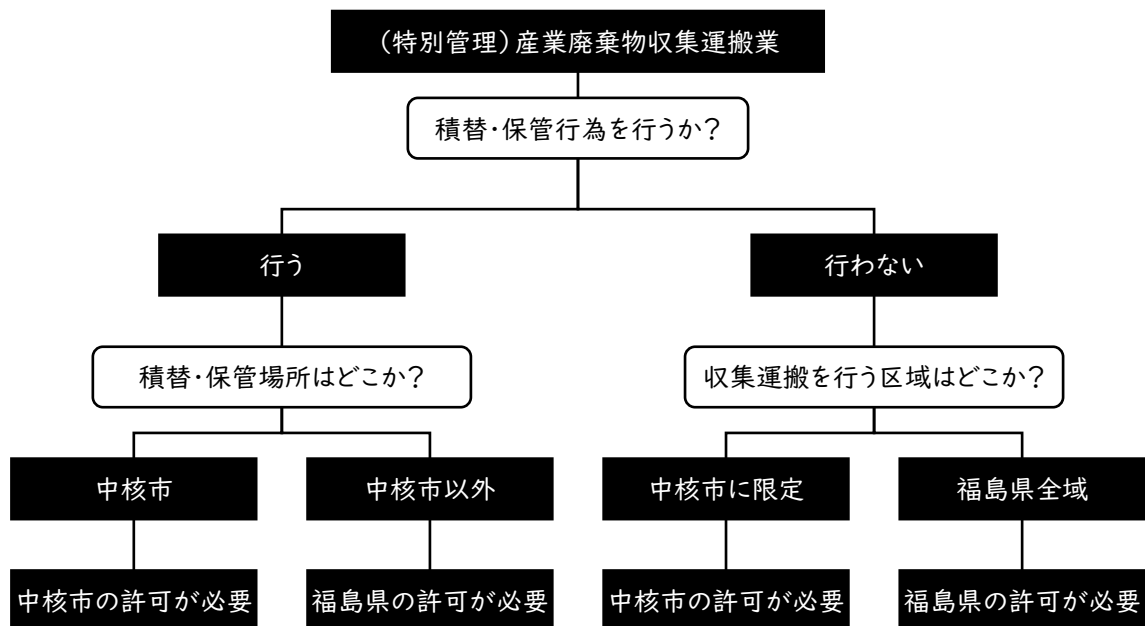 （特別管理）産業廃棄物収集運搬業
積替・保管行為を行うか？
行う
行わない
積替・保管場所はどこか？
収集運搬を行う区域はどこか？
中核市
中核市以外
中核市に限定
福島県全域
中核市の許可が必要
福島県の許可が必要
中核市の許可が必要
福島県の許可が必要